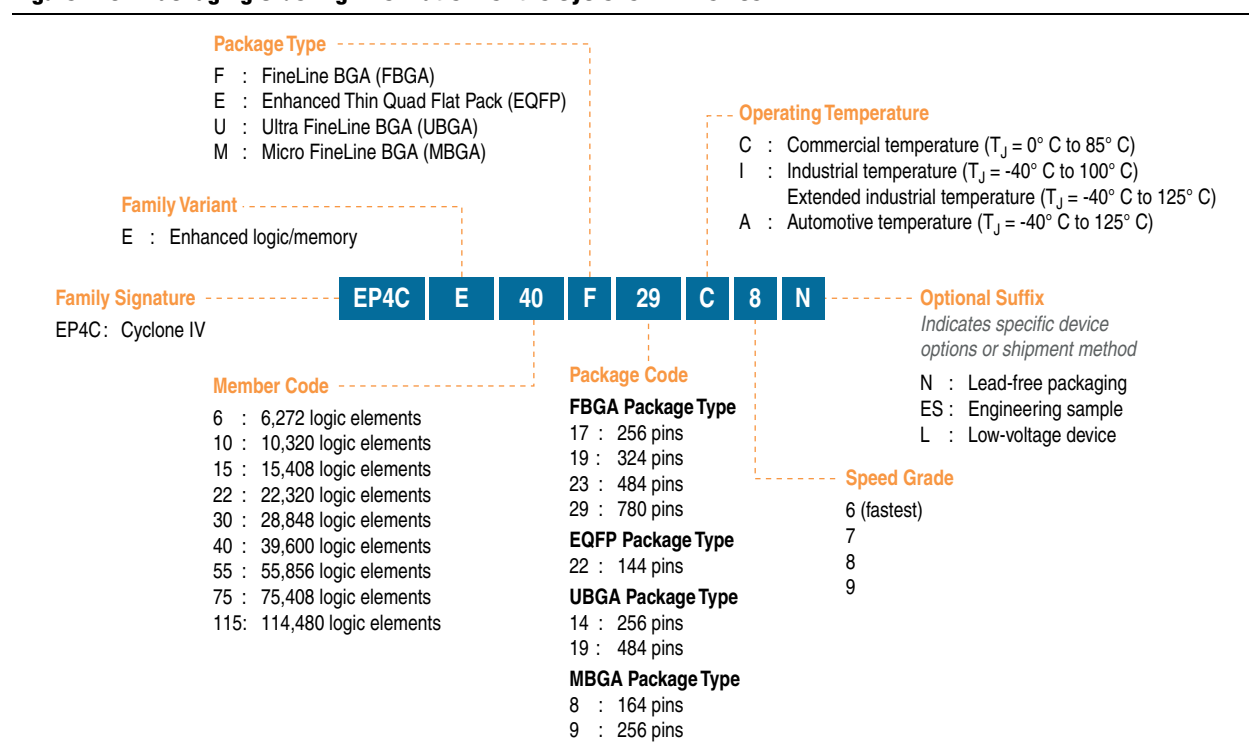 Package Type
F : FineLine BGA (FBGA)
E : Enhanced Thin Quad Flat Pack (EQFP)
U : Ultra FineLine BGA (UBGA)
M : Micro FineLine BGA (MBGA)
Operating Temperature
C : Commercial temperature (TJ = 0° C to 85° C)
I : Industrial temperature (TJ = -40° C to 100° C)
Extended industrial temperature (TJ = -40° C to 125° C)
A : Automotive temperature (TJ = -40° C to 125° C)
Family Variant
E : Enhanced logic/memory
Family Signature
EP4C : Cyclone IV
EP4C E 40 F 29 C 8 N
Optional Suffix
Indicates specific device
options or shipment method
N : Lead-free packaging
ES : Engineering sample
L : Low-voltage device
Member Code
6 : 6,272 logic elements
10 : 10,320 logic elements
15 : 15,408 logic elements
22 : 22,320 logic elements
30 : 28,848 logic elements
40 : 39,600 logic elements
55 : 55,856 logic elements
75 : 75,408 logic elements
115: 114,480 logic elements
Package Code
FBGA Package Type
17 : 256 pins
19 : 324 pins
23 : 484 pins
29 : 780 pins
EQFP Package Type
22 : 144 pins
UBGA Package Type
14 : 256 pins
19 : 484 pins
MBGA Package Type
8 : 164 pins
9 : 256 pins
Speed Grade
6 (fastest)
7
8
9